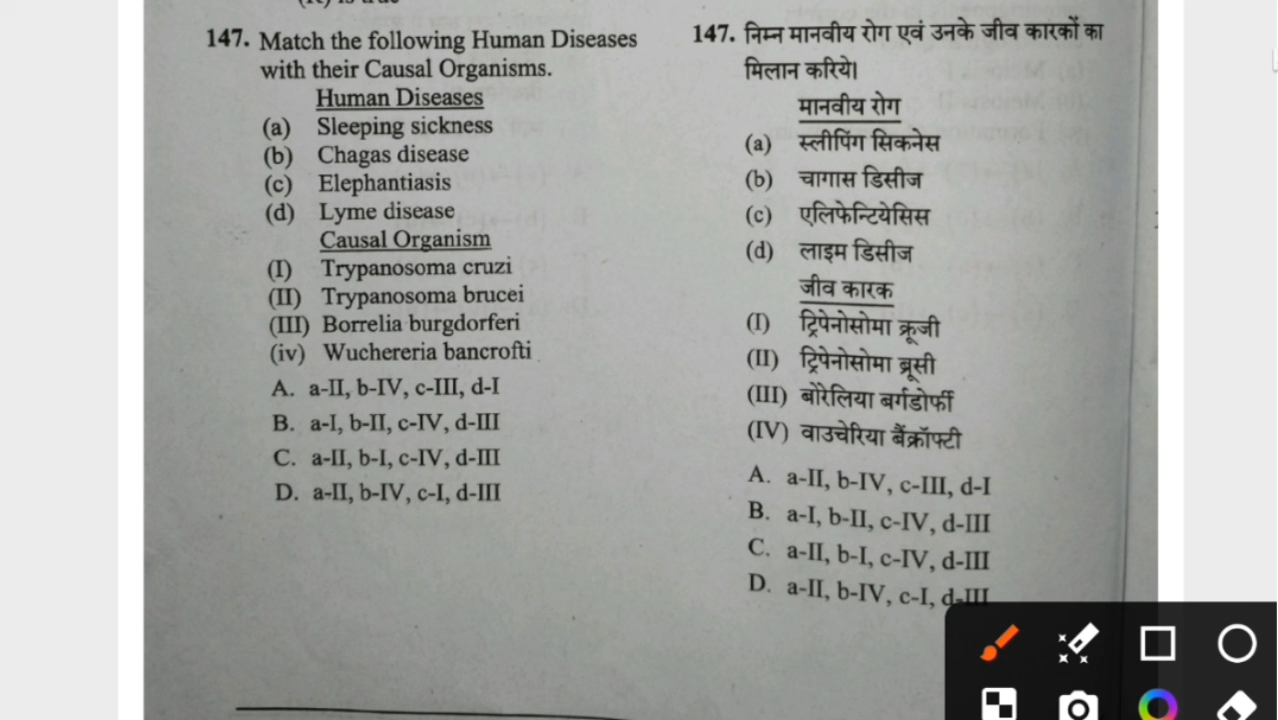 147. Match the following Human Diseases
with their Causal Organisms.
Human Diseases
(a) Sleeping sickness
(b) Chagas disease
(c) Elephantiasis
(d) Lyme disease
Causal Organism
(I) Trypanosoma cruzi
(II) Trypanosoma brucei
(III) Borrelia burgdorferi
(iv) Wuchereria bancrofti
A. a-II, b-IV, c-III, d-I
B. a-I, b-II, c-IV, d-III
C. a-II, b-I, c-IV, d-III
D. a-II, b-IV, c-I, d-III
147. निम्न मानवीय रोग एवं उनके जीव कारकों का
मिलान करिये।
मानवीय रोग
(a) स्लीपिंग सिकनेस
(b) चागास डिसीज
(c) एलिफेन्टियेसिस
(d) लाइम डिसीज
जीव कारक
(I) ट्रिपेनोसोमा क्रूजी
(II) ट्रिपेनोसोमा ब्रूसी
(III) बोरेलिया बर्गडोर्फी
(IV) वाउचेरिया बैंक्रॉफ्टी
A. a-II, b-IV, c-III, d-I
B. a-I, b-II, c-IV, d-III
C. a-II, b-I, c-IV, d-III
D. a-II, b-IV, c-I, d-III